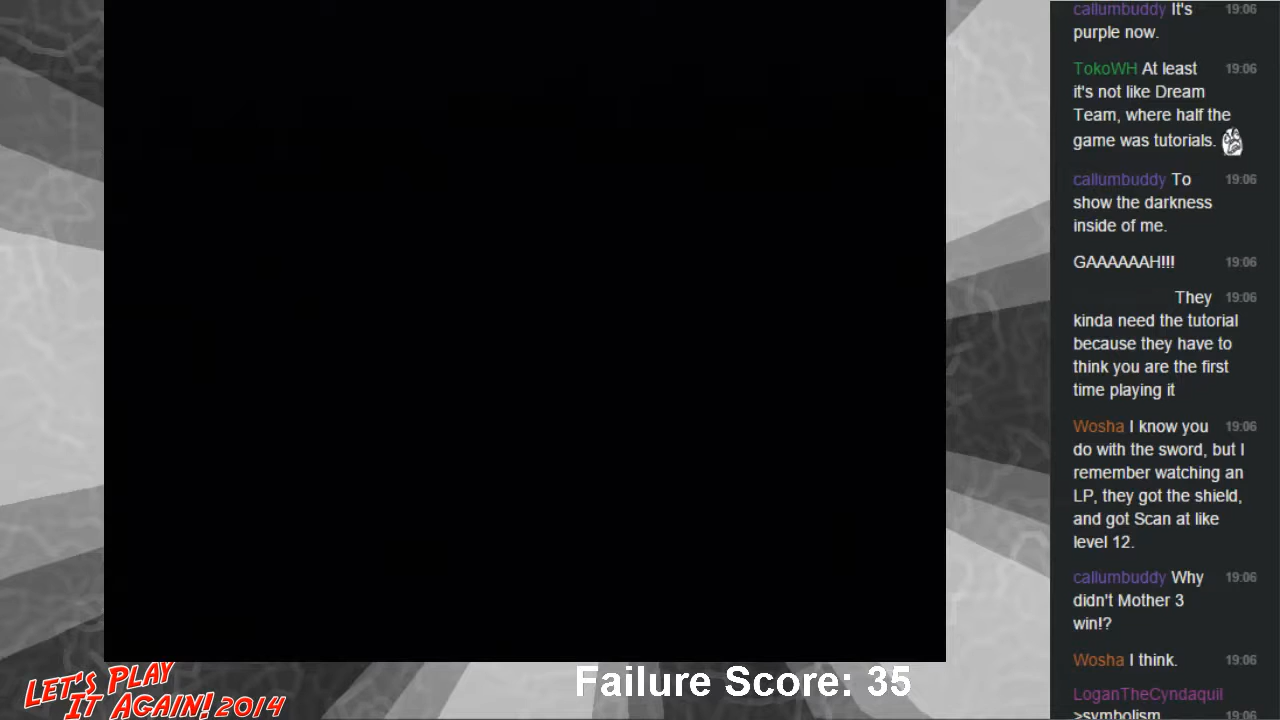 callumbuddy It's 19:06
purple now.
TokoWH At least 19:06
it's not like Dream
Team, where half the
game was tutorials.
callumbuddy To 19:06
show the darkness
inside of me.
GAAAAAAH!!! 19:06
They 19:06
kinda need the tutorial
because they have to
think you are the first
time playing it
Wosha I know you 19:06
do with the sword, but I
remember watching an
LP, they got the shield,
and got Scan at like
level 12.
callumbuddy Why 19:06
didn't Mother 3
win!?
Wosha I think. 19:06
LoganTheCyndaquil
>symbolism 19:06
LET'S PLAY
IT AGAIN! 2014
Failure Score: 35